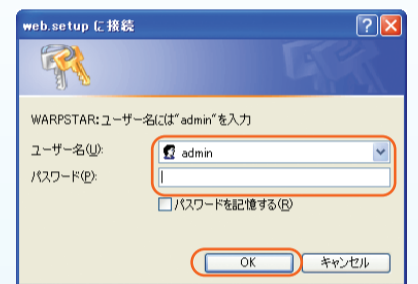 web.setup に接続
WARPSTAR: ユーザー名には"admin"を入力
ユーザー名(U):
admin
パスワード(P):
パスワードを記憶する(R)
OK
キャンセル